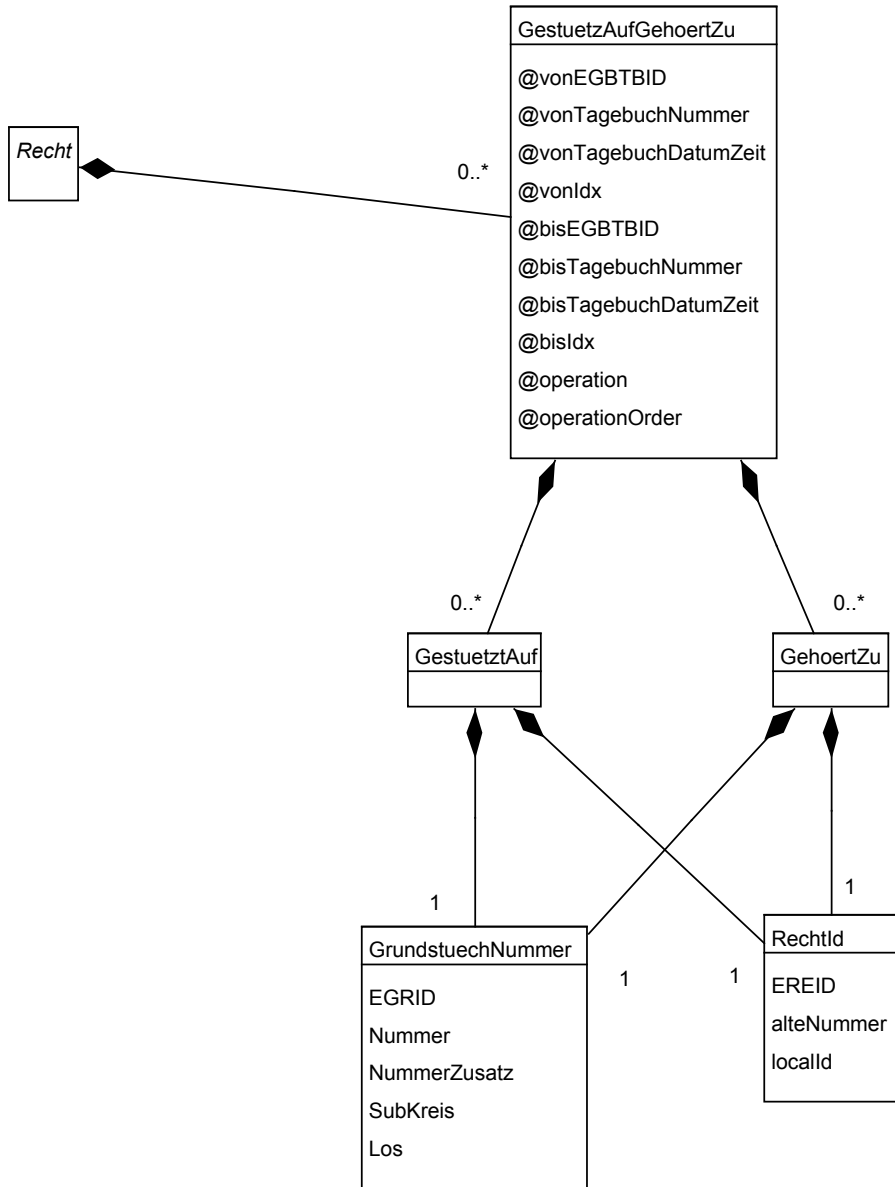 GestuetzAufGehoertZu
@vonEGBTBID
@vonTagebuchNummer
@vonTagebuchDatumZeit
@vonIdx
@bisEGBTBID
@bisTagebuchNummer
@bisTagebuchDatumZeit
@bisIdx
@operation
@operationOrder
Recht
0..*
0..*
0..*
GestuetztAuf
GehoertZu
1
1
1
1
GrundstuechNummer
EGRID
Nummer
NummerZusatz
SubKreis
Los
RechtId
EREID
alteNummer
localId